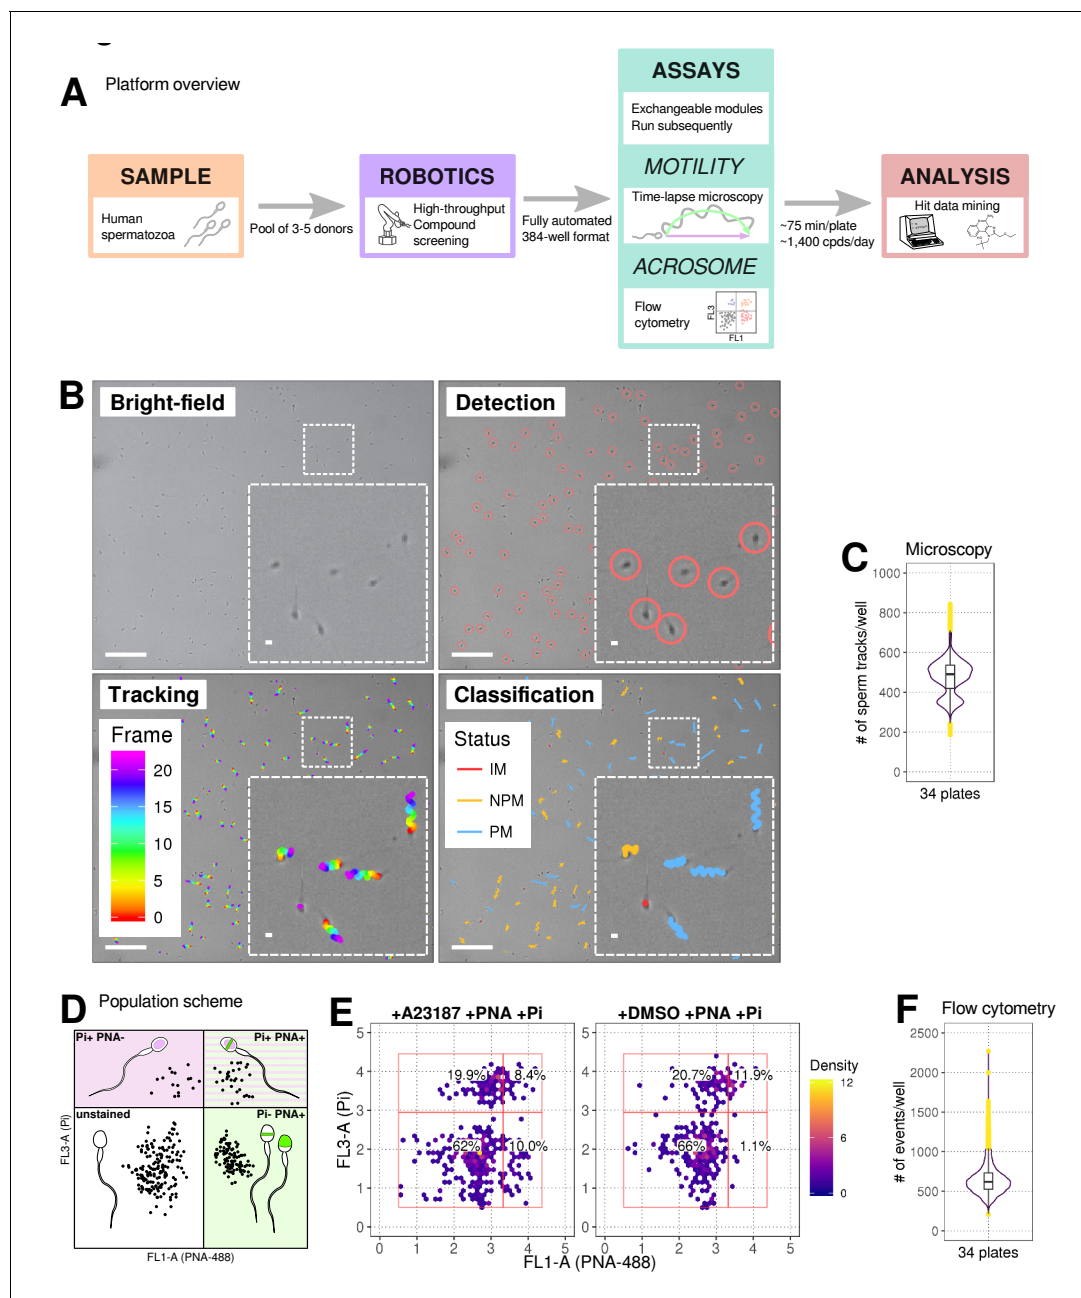 A Platform overview
SAMPLE
Human
spermatozoa
Pool of 3-5 donors
ROBOTICS
High-throughput
Compound
screening
Fully automated
384-well format
ASSAYS
Exchangeable modules
Run subsequently
MOTILITY
Time-lapse microscopy
ACROSOME
Flow
cytometry
FL3
FL1
~75 min/plate
~1,400 cpds/day
ANALYSIS
Hit data mining
B
Bright-field
Detection
Tracking
Frame
20
15
10
5
0
Classification
Status
IM
NPM
PM
C Microscopy
# of sperm tracks/well
1000
800
600
400
200
0
34 plates
D Population scheme
Pi+ PNA-
Pi+ PNA+
unstained
Pi- PNA+
FL3-A (Pi)
FL1-A (PNA-488)
E
+A23187 +PNA +Pi
+DMSO +PNA +Pi
FL3-A (Pi)
5
4
3
2
1
0
19.9%
8.4%
62%
10.0%
0 1 2 3 4 5
5
4
3
2
1
0
20.7%
11.9%
66%
1.1%
0 1 2 3 4 5
FL1-A (PNA-488)
Density
12
6
0
F Flow cytometry
# of events/well
2500
2000
1500
1000
500
0
34 plates